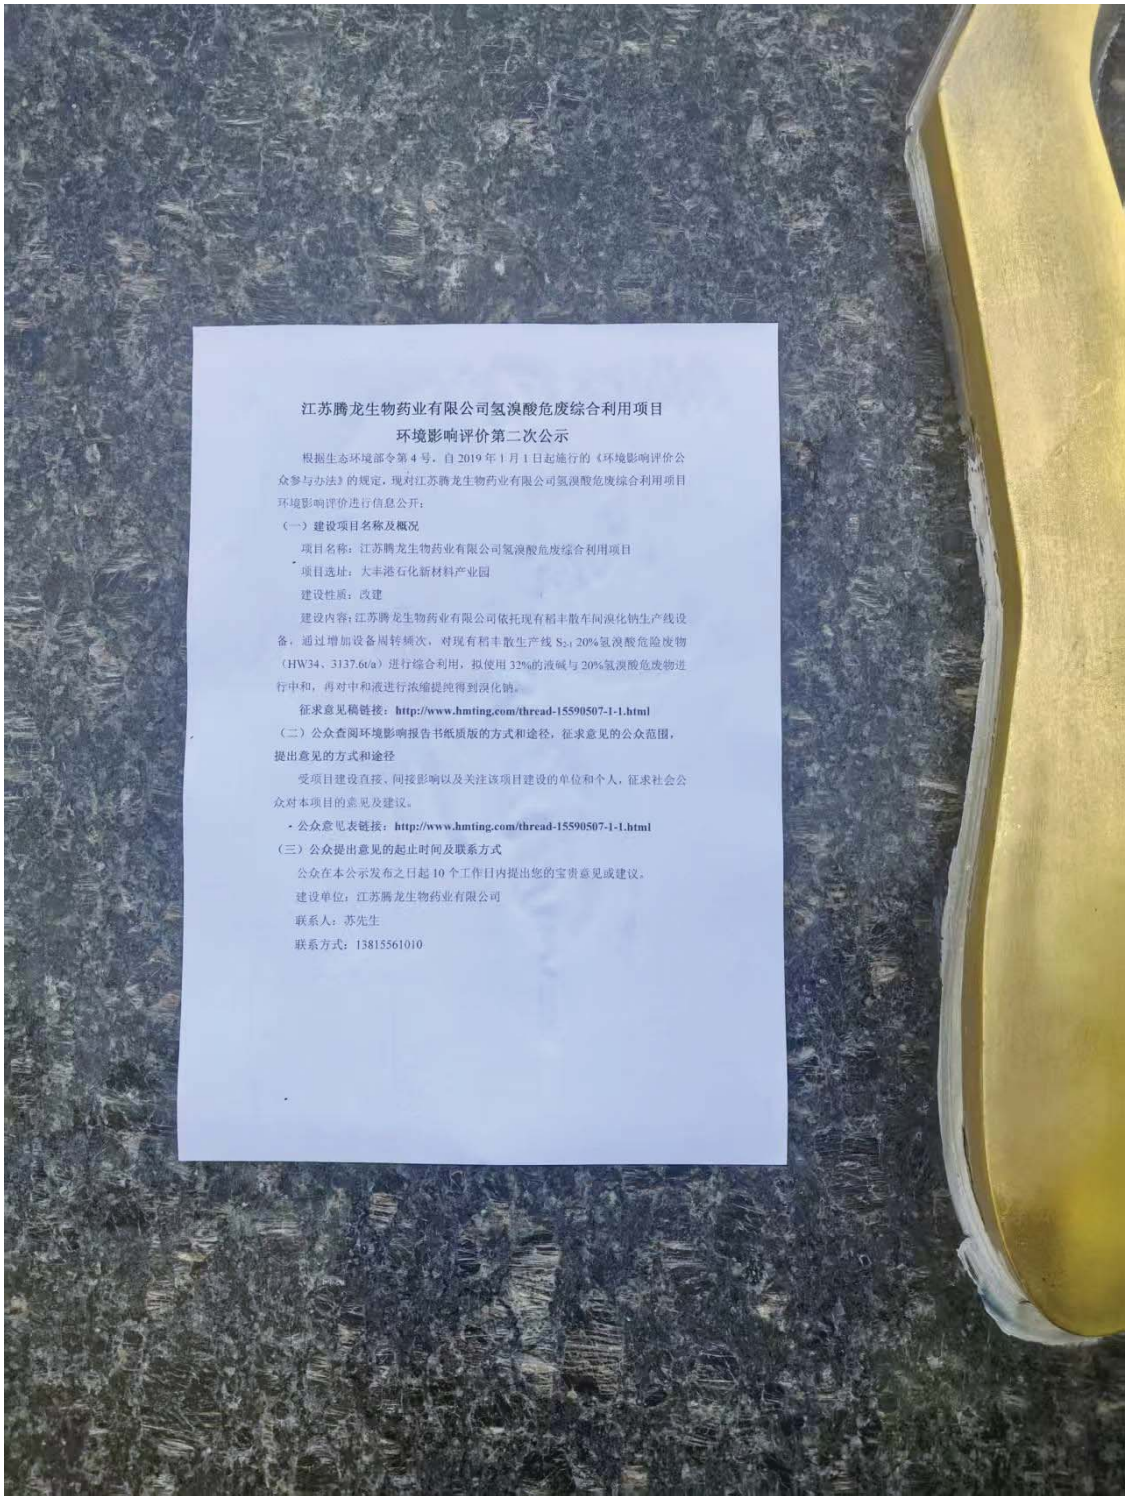 江苏腾龙生物药业有限公司氢溴酸危废综合利用项目
环境影响评价第二次公示
根据生态环境部令第4号、自2019年1月1日起施行的《环境影响评价公
众参与办法》的规定，现对江苏腾龙生物药业有限公司氢溴酸危废综合利用项目
环境影响评价进行信息公开：
（一）建设项目名称及概况
项目名称：江苏腾龙生物药业有限公司氢溴酸危废综合利用项目
项目选址：大丰港石化新材料产业园
建设性质：改建
建设内容：江苏腾龙生物药业有限公司依托现有稻丰散车间溴化钠生产线设
备，通过增加设备周转频次，对现有稻丰散生产线 S2-1 20%氢溴酸危险废物
（HW34、3137.6t/a）进行综合利用，拟使用 32%的液碱与 20%氢溴酸危废物进
行中和，再对中和液进行浓缩提纯得到溴化钠。
征求意见稿链接：http://www.hmting.com/thread-15590507-1-1.html
（二）公众查阅环境影响报告书纸质版的方式和途径，征求意见的公众范围，
提出意见的方式和途径
受项目建设直接、间接影响以及关注该项目建设的单位和个人，征求社会公
众对本项目的意见及建议。
公众意见表链接：http://www.hmting.com/thread-15590507-1-1.html
（三）公众提出意见的起止时间及联系方式
公众在本公示发布之日起 10 个工作日内提出您的宝贵意见或建议。
建设单位：江苏腾龙生物药业有限公司
联系人：苏先生
联系方式：13815561010